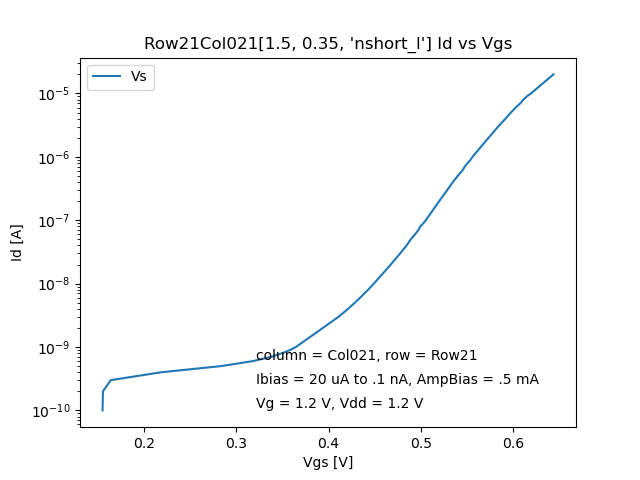 Row21Col021[1.5, 0.35, 'nshort_l'] Id vs Vgs
Vs
10⁻⁵
10⁻⁶
10⁻⁷
10⁻⁸
10⁻⁹
10⁻¹⁰
Id [A]
column = Col021, row = Row21
Ibias = 20 uA to .1 nA, AmpBias = .5 mA
Vg = 1.2 V, Vdd = 1.2 V
0.2 0.3 0.4 0.5 0.6
Vgs [V]